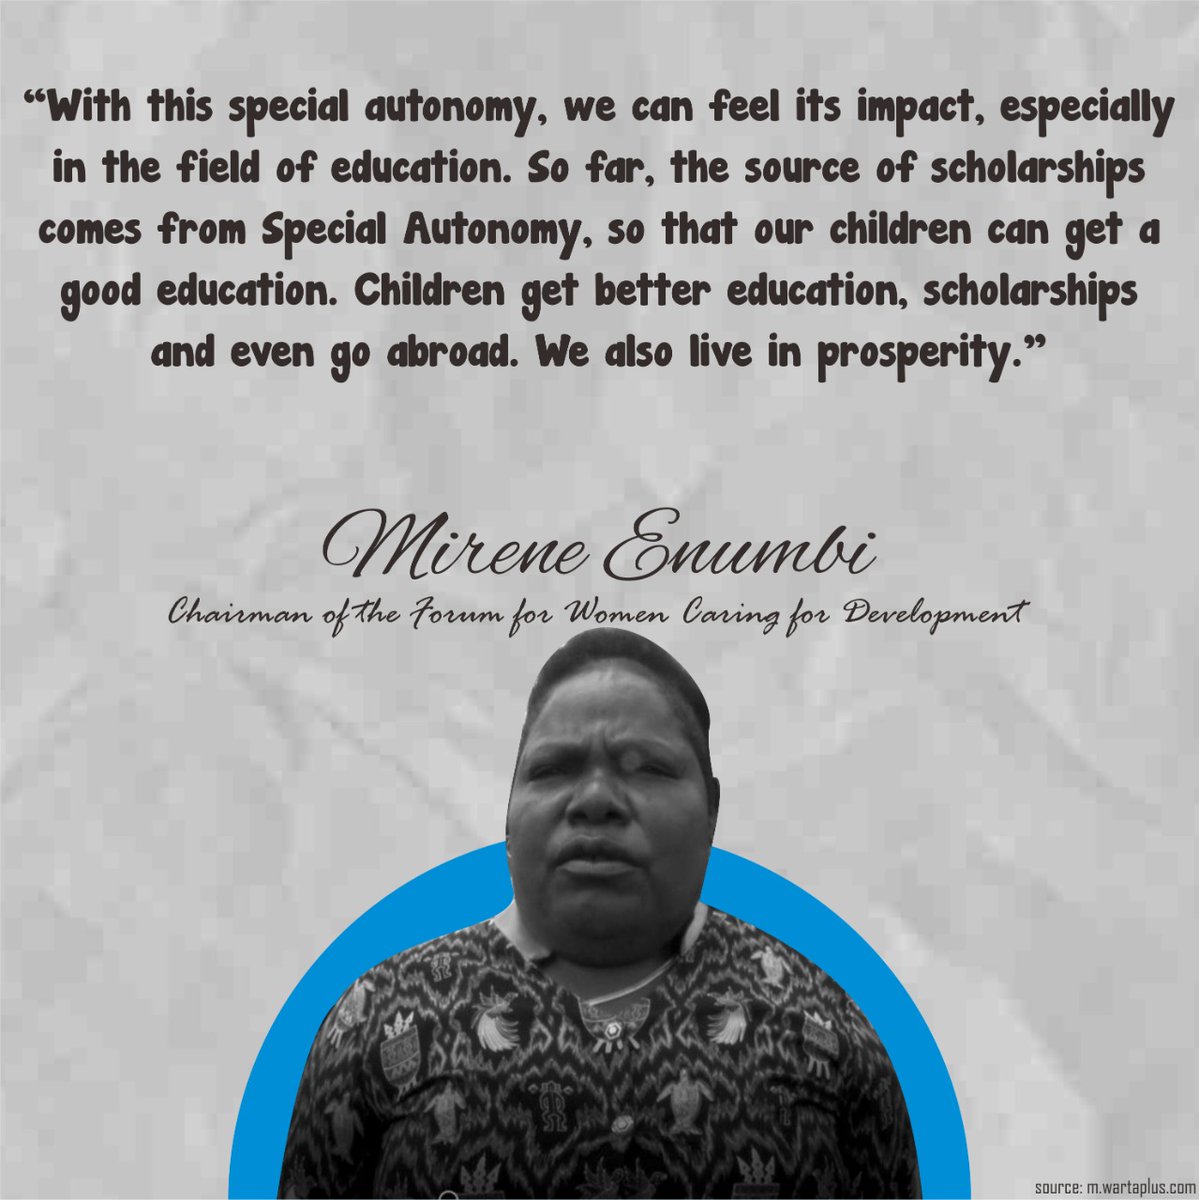 “With this special autonomy, we can feel its impact, especially
in the field of education. So far, the source of scholarships
comes from Special Autonomy, so that our children can get a
good education. Children get better education, scholarships
and even go abroad. We also live in prosperity.”
Mirene Enumbi
Chairman of the Forum for Women Caring for Development
source: m.wartaplus.com